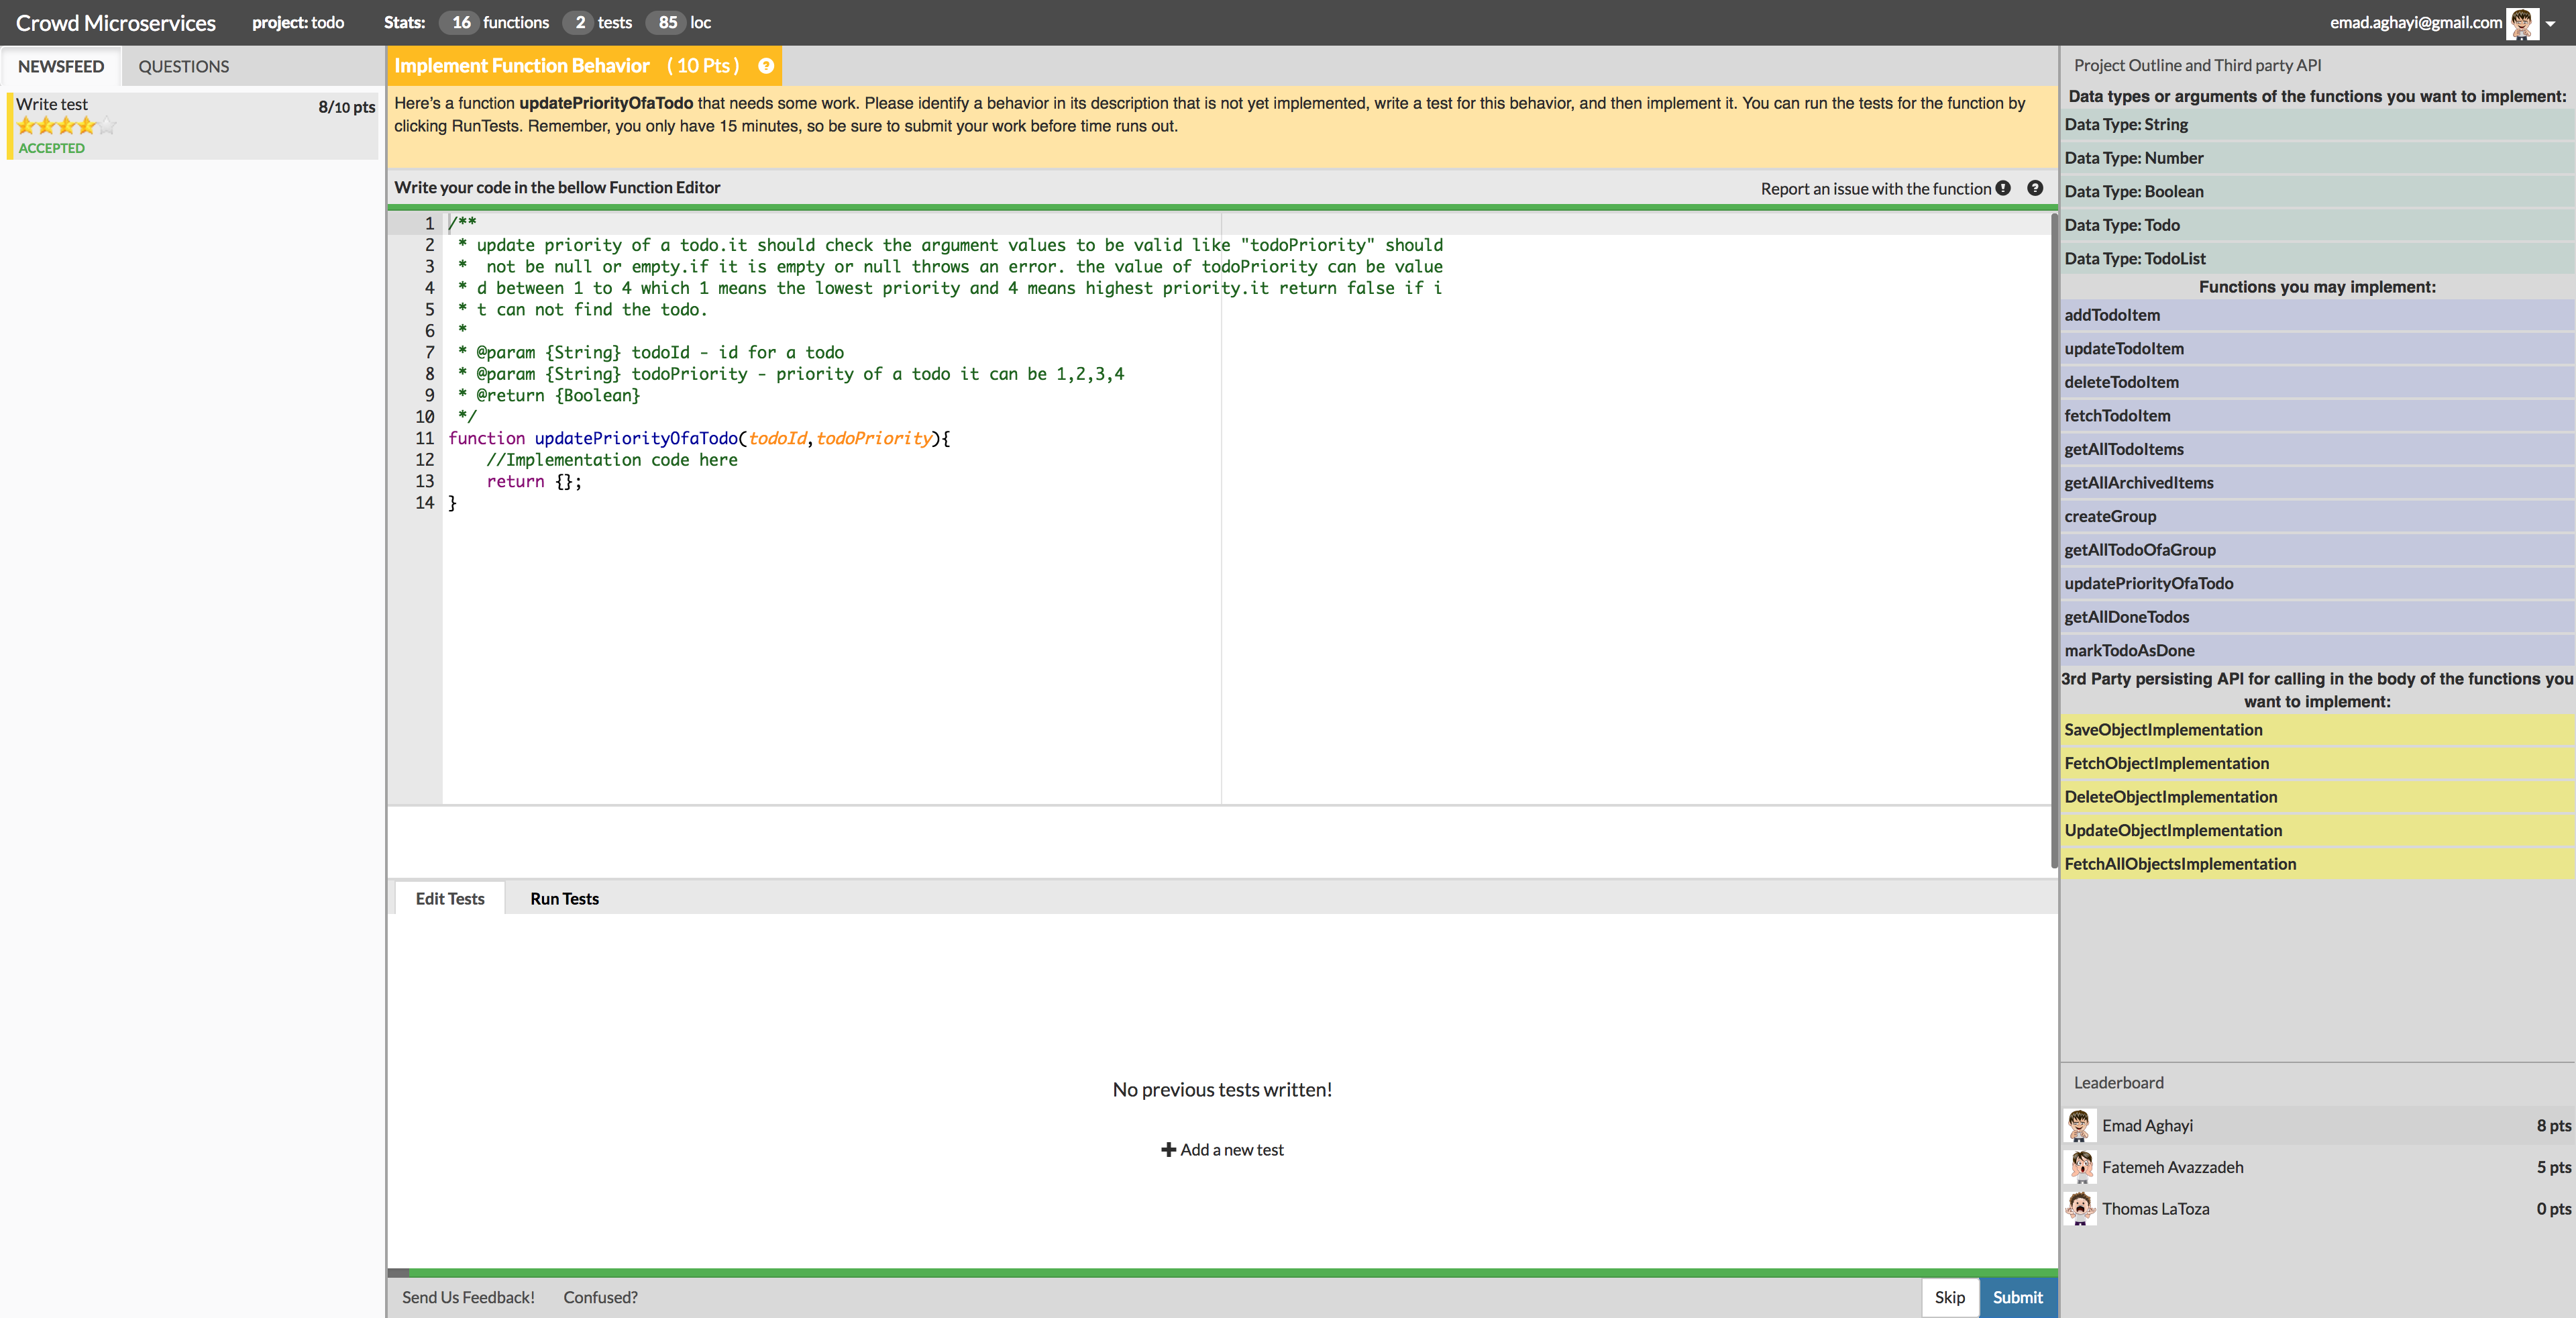 Crowd Microservices
project: todo
Stats: 16 functions 2 tests 85 loc
emad.aghayi@gmail.com
NEWSFEED
QUESTIONS
Write test
8/10 pts
ACCEPTED
Implement Function Behavior ( 10 Pts ) ?
Here's a function updatePriorityOfaTodo that needs some work. Please identify a behavior in its description that is not yet implemented, write a test for this behavior, and then implement it. You can run the tests for the function by
clicking RunTests. Remember, you only have 15 minutes, so be sure to submit your work before time runs out.
Write your code in the bellow Function Editor
Report an issue with the function ! ?
1 /**
2 * update priority of a todo.it should check the argument values to be valid like "todoPriority" should
3 *  not be null or empty.if it is empty or null throws an error. the value of todoPriority can be value
4 * d between 1 to 4 which 1 means the lowest priority and 4 means highest priority.it return false if i
5 * t can not find the todo.
6 *
7 * @param {String} todoId - id for a todo
8 * @param {String} todoPriority - priority of a todo it can be 1,2,3,4
9 * @return {Boolean}
10 */
11 function updatePriorityOfaTodo(todoId,todoPriority){
12 //Implementation code here
13 return {};
14 }
Edit Tests
Run Tests
No previous tests written!
+ Add a new test
Send Us Feedback!
Confused?
Skip
Submit
Project Outline and Third party API
Data types or arguments of the functions you want to implement:
Data Type: String
Data Type: Number
Data Type: Boolean
Data Type: Todo
Data Type: TodoList
Functions you may implement:
addTodoItem
updateTodoItem
deleteTodoItem
fetchTodoItem
getAllTodoItems
getAllArchivedItems
createGroup
getAllTodoOfaGroup
updatePriorityOfaTodo
getAllDoneTodos
markTodoAsDone
3rd Party persisting API for calling in the body of the functions you
want to implement:
SaveObjectImplementation
FetchObjectImplementation
DeleteObjectImplementation
UpdateObjectImplementation
FetchAllObjectsImplementation
Leaderboard
Emad Aghayi 8 pts
Fatemeh Avazzadeh 5 pts
Thomas LaToza 0 pts